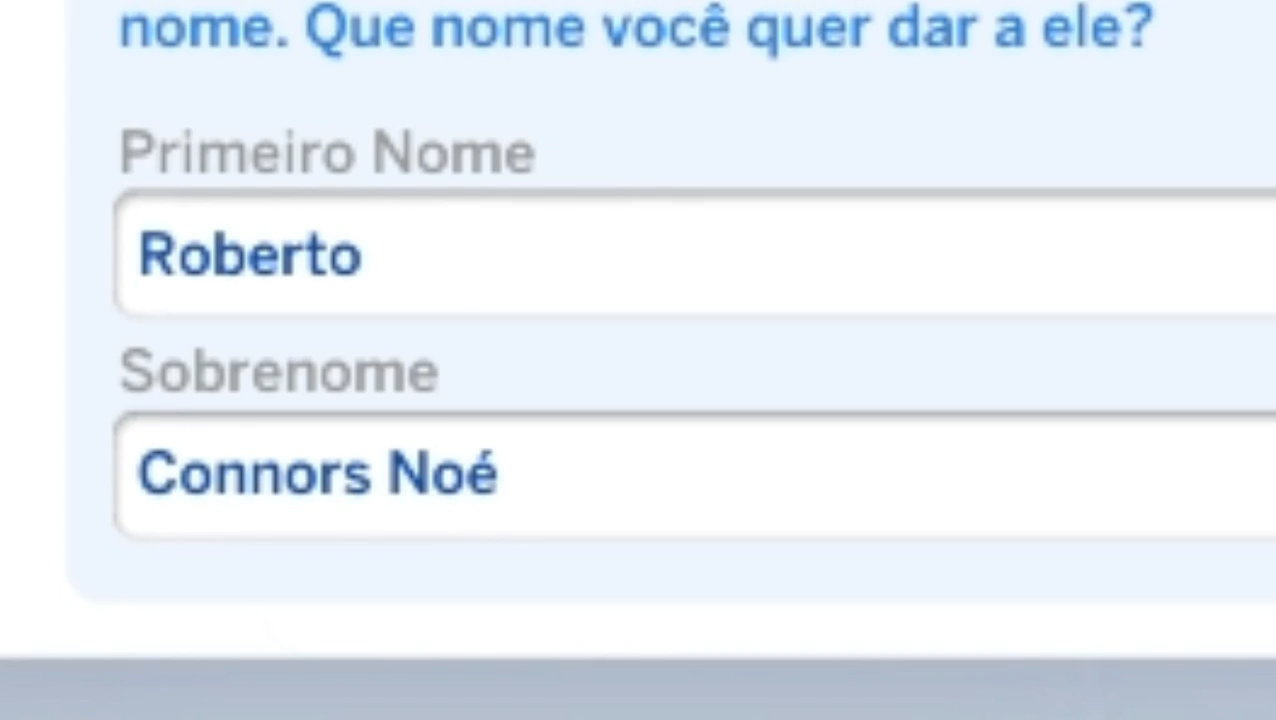 nome. Que nome você quer dar a ele?
Primeiro Nome
Roberto
Sobrenome
Connors Noé